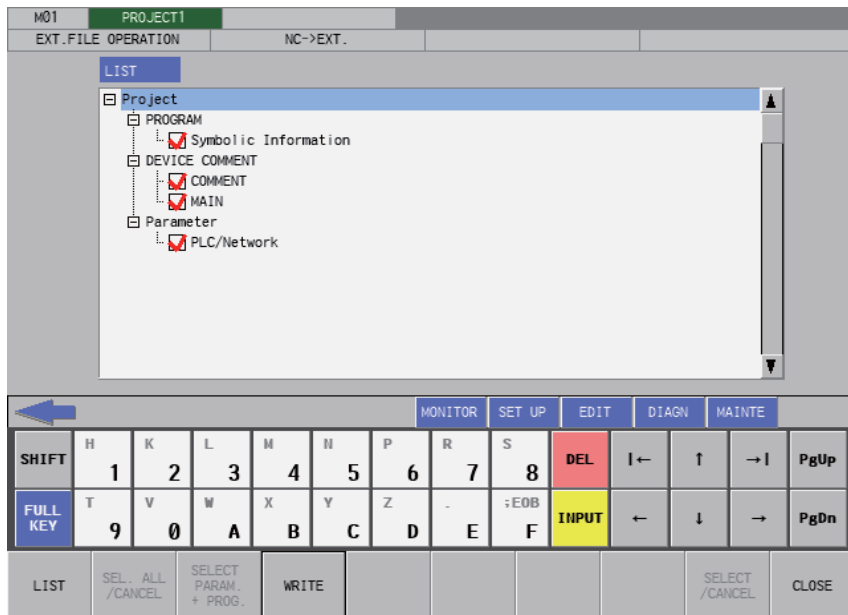 M01 PROJECT1
EXT.FILE OPERATION NC->EXT.
LIST
Project
PROGRAM
Symbolic Information
DEVICE COMMENT
COMMENT
MAIN
Parameter
PLC/Network
MONITOR SET UP EDIT DIAGN MAINTE
SHIFT H 1 K 2 L 3 M 4 N 5 P 6 R 7 S 8 DEL |← ↑ →| PgUp
FULL KEY T 9 V 0 W A X B Y C Z D . E ;EOB F INPUT ← ↓ → PgDn
LIST SEL. ALL /CANCEL SELECT PARAM. + PROG. WRITE SELECT /CANCEL CLOSE